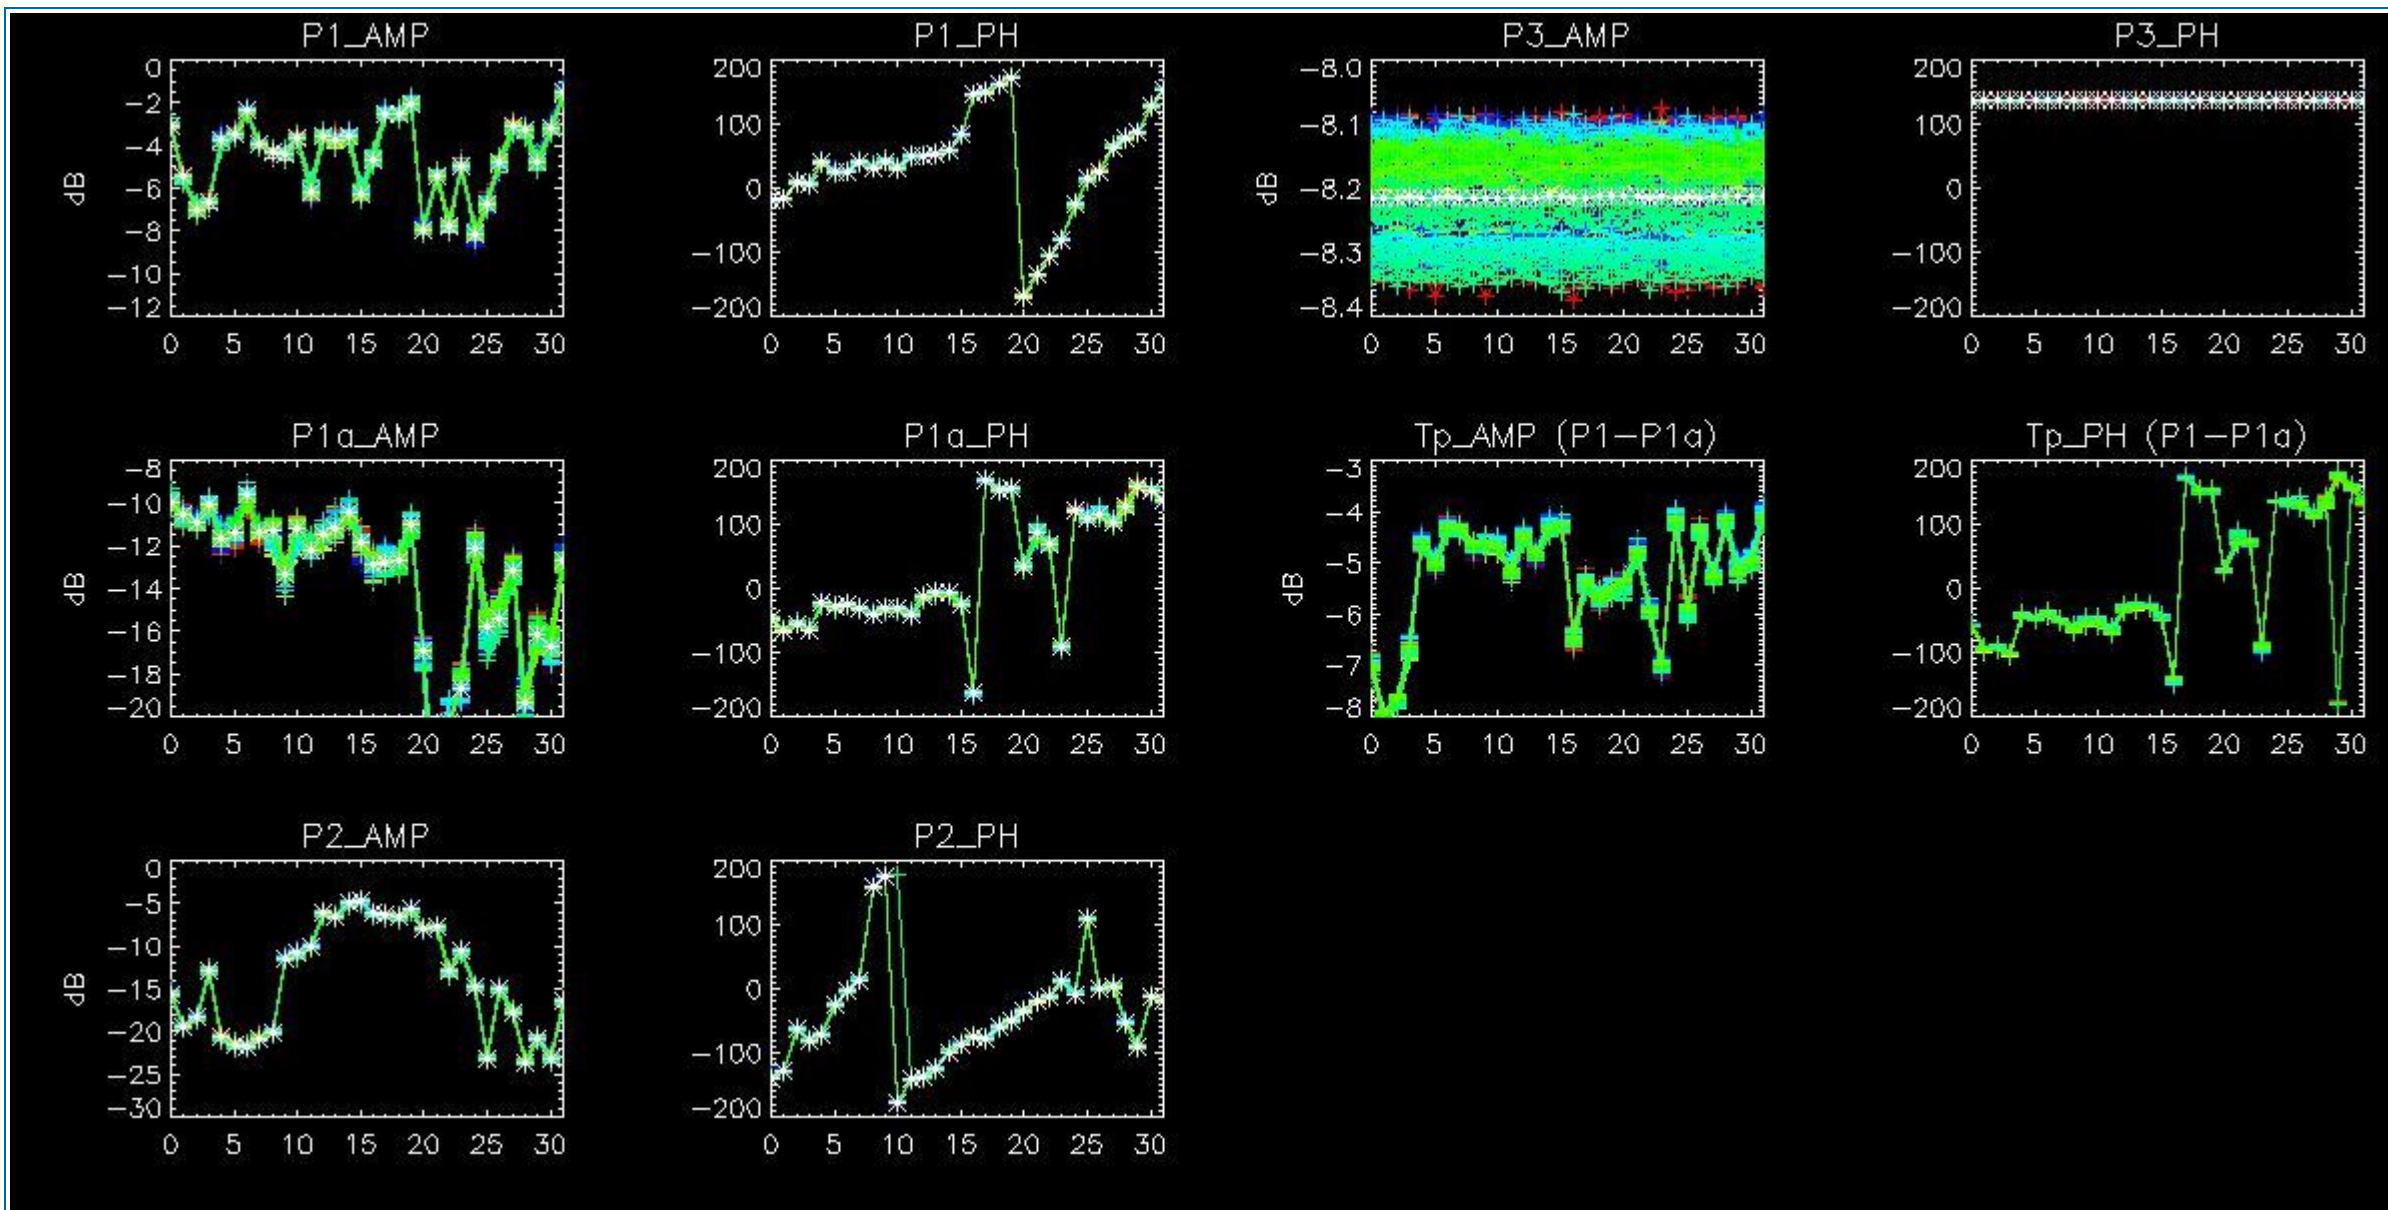 P1_AMP
P1_PH
P3_AMP
P3_PH
0
−2
−4
−6
−8
−10
−12
dB
0 5 10 15 20 25 30
200
100
0
−100
−200
0 5 10 15 20 25 30
−8.0
−8.1
−8.2
−8.3
−8.4
dB
0 5 10 15 20 25 30
200
100
0
−100
−200
0 5 10 15 20 25 30
P1a_AMP
P1a_PH
Tp_AMP (P1−P1a)
Tp_PH (P1−P1a)
−8
−10
−12
−14
−16
−18
−20
dB
0 5 10 15 20 25 30
200
100
0
−100
−200
0 5 10 15 20 25 30
−3
−4
−5
−6
−7
−8
dB
0 5 10 15 20 25 30
200
100
0
−100
−200
0 5 10 15 20 25 30
P2_AMP
P2_PH
0
−5
−10
−15
−20
−25
−30
dB
0 5 10 15 20 25 30
200
100
0
−100
−200
0 5 10 15 20 25 30